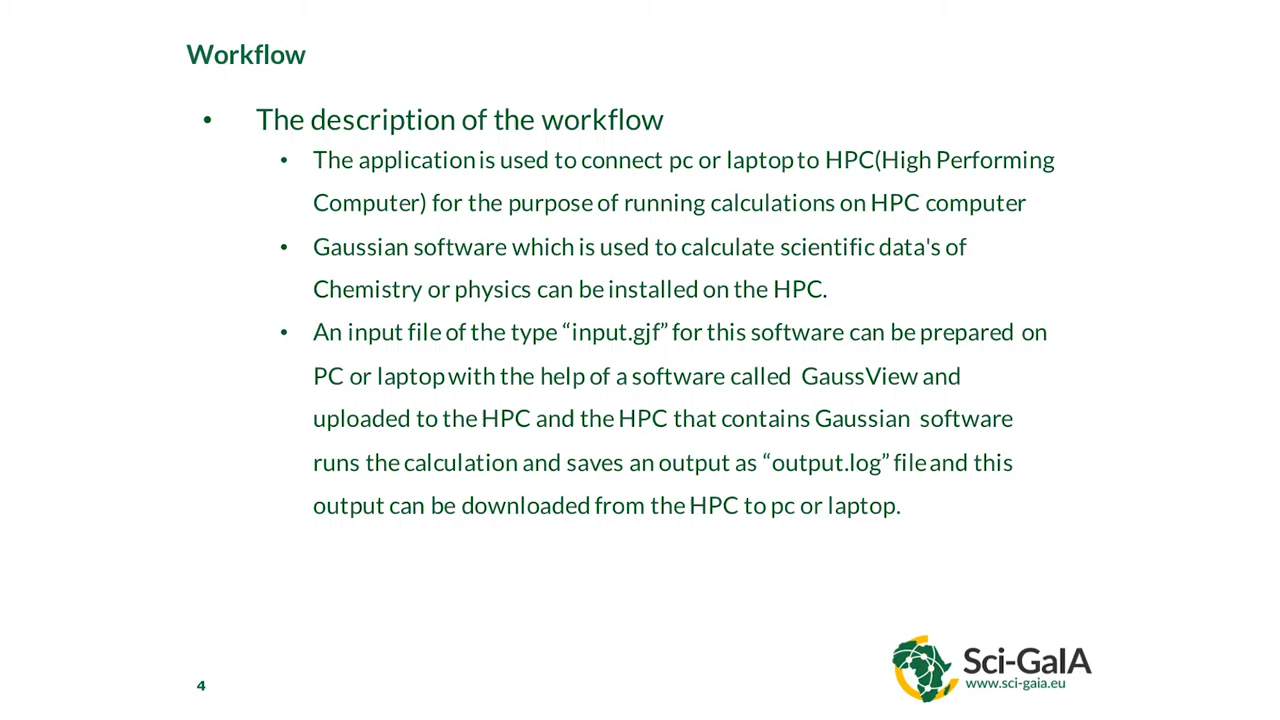 Workflow
• The description of the workflow
• The application is used to connect pc or laptop to HPC(High Performing
Computer) for the purpose of running calculations on HPC computer
• Gaussian software which is used to calculate scientific data's of
Chemistry or physics can be installed on the HPC.
• An input file of the type “input.gjf” for this software can be prepared on
PC or laptop with the help of a software called GaussView and
uploaded to the HPC and the HPC that contains Gaussian software
runs the calculation and saves an output as “output.log” file and this
output can be downloaded from the HPC to pc or laptop.
4
Sci-GaIA
www.sci-gaia.eu